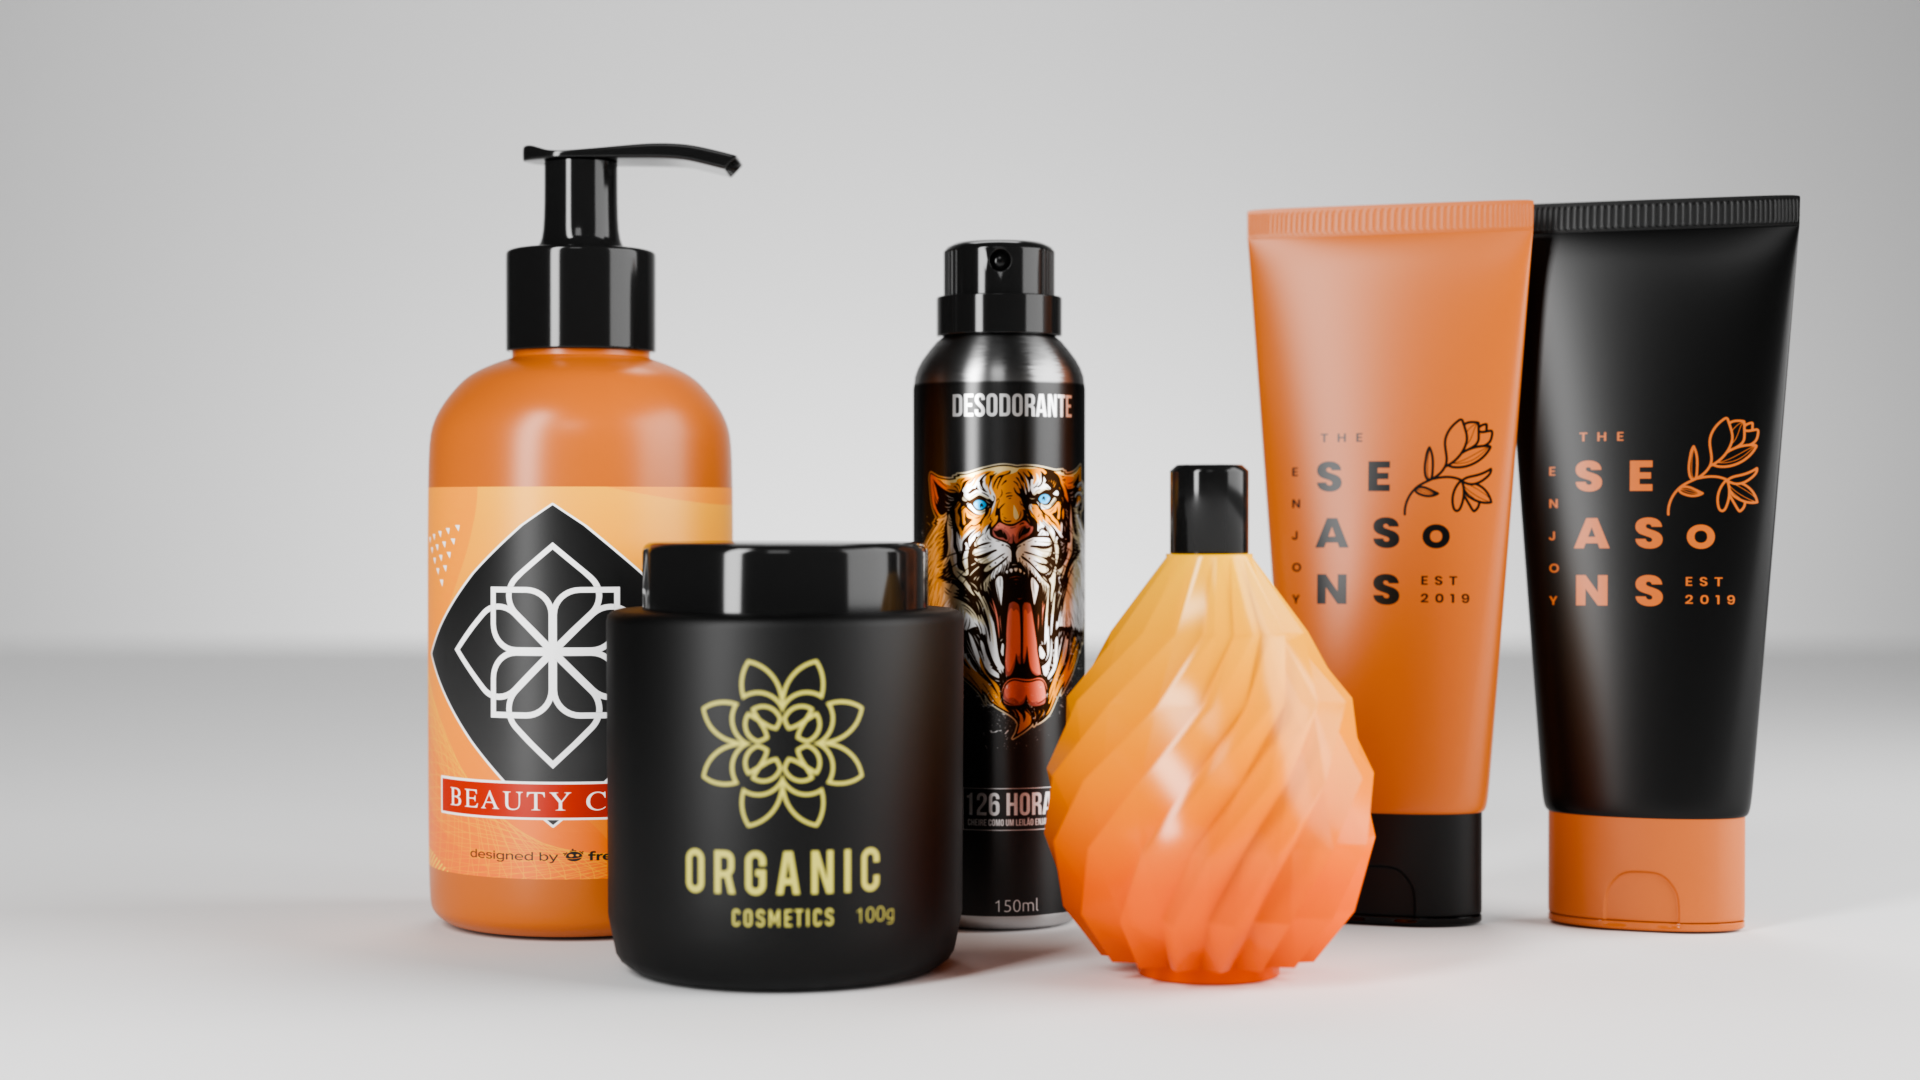 BEAUTY C
designed by fre
ORGANIC
COSMETICS 100g
DESODORANTE
126 HORA
150ml
ENJOY
THE
SE
ASO
NS
EST
2019
ENJOY
THE
SE
ASO
NS
EST
2019